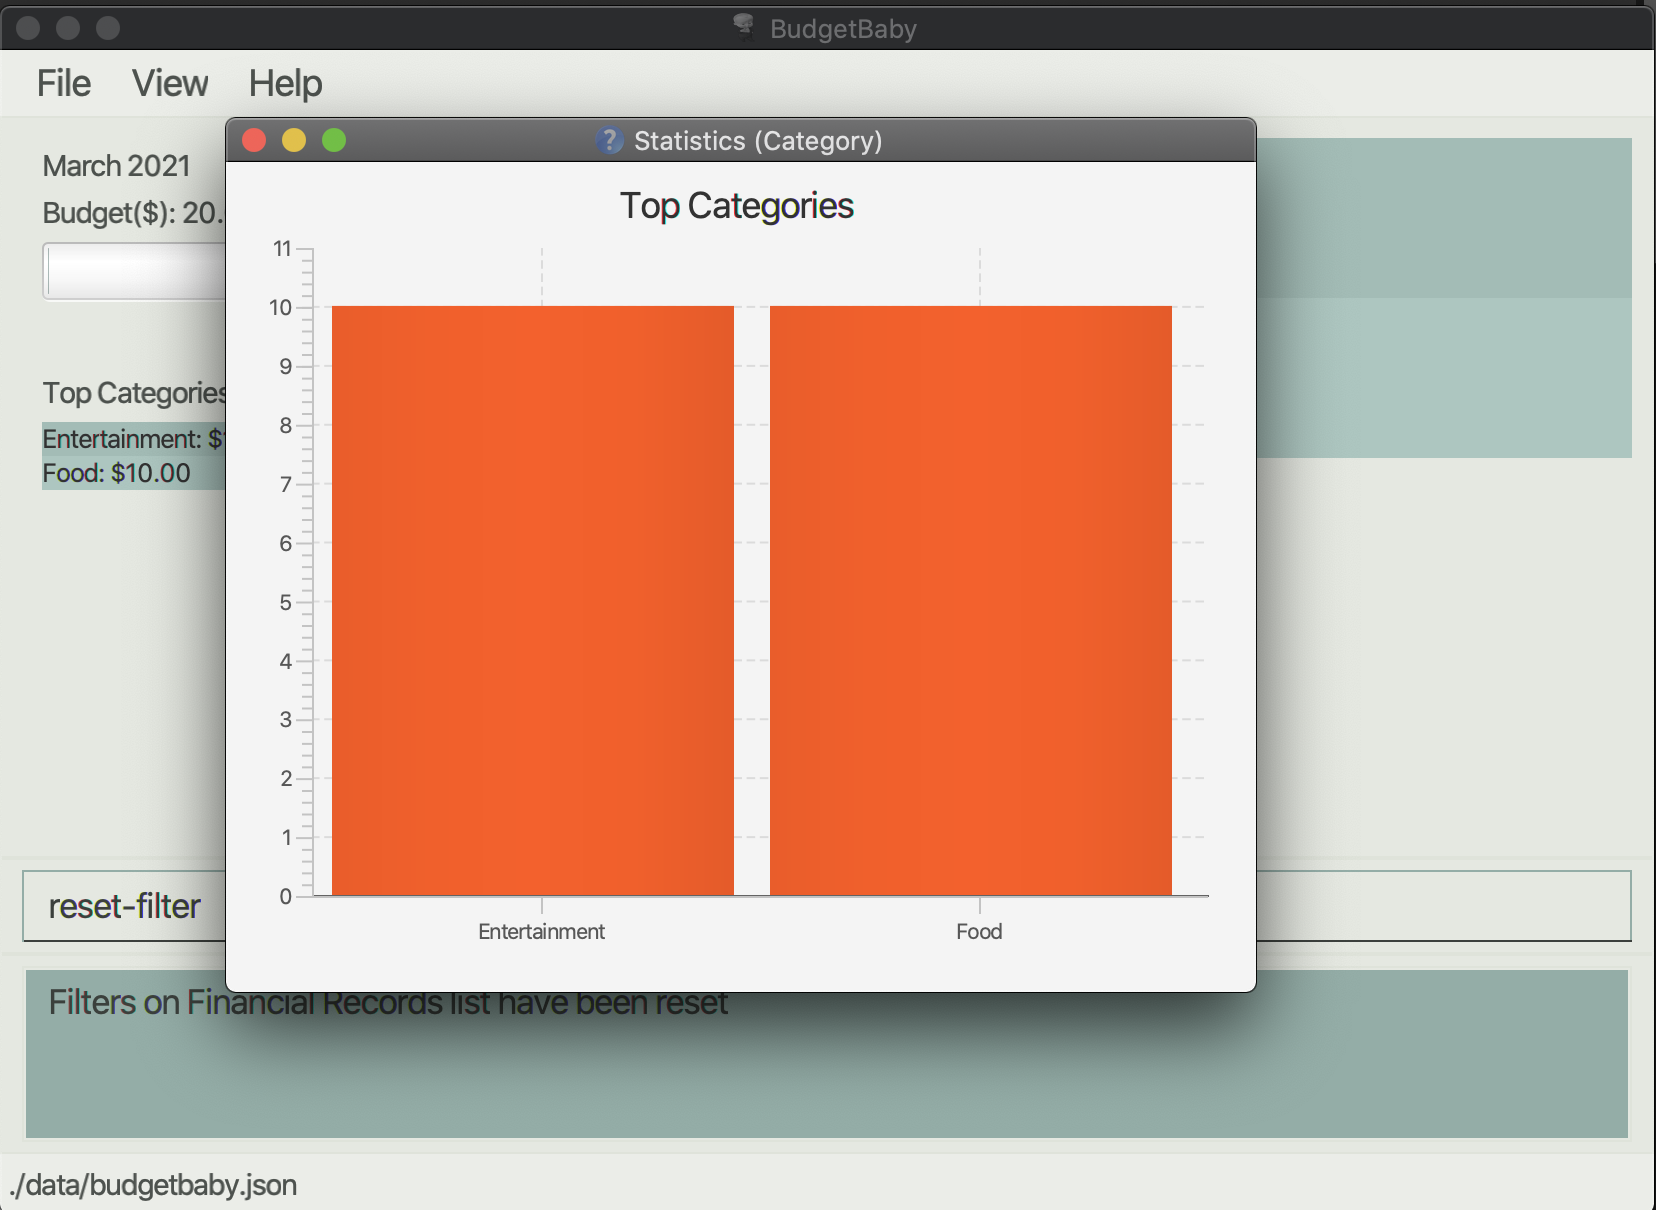 BudgetBaby
File View Help
Statistics (Category)
March 2021
Budget($): 20.
Top Categories
Entertainment: $
Food: $10.00
Top Categories
11
10
9
8
7
6
5
4
3
2
1
0
Entertainment Food
reset-filter
Filters on Financial Records list have been reset
./data/budgetbaby.json